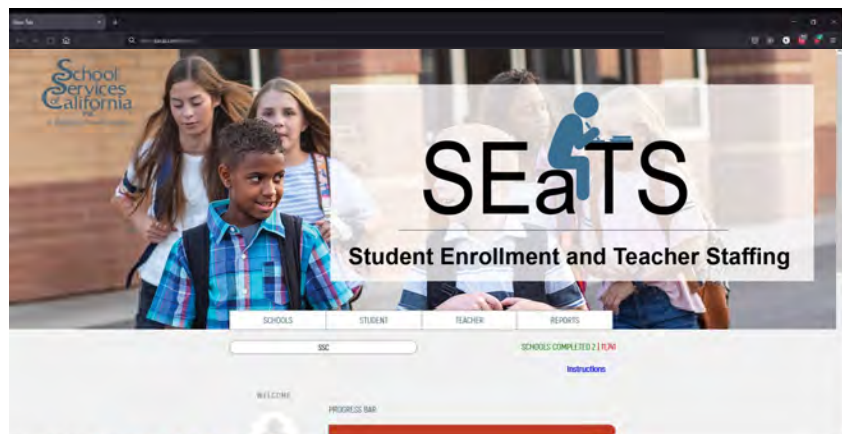 School
Services
of California
INC.
SEaTS
Student Enrollment and Teacher Staffing
SCHOOLS
STUDENT
TEACHER
REPORTS
SSC
SCHOOLS COMPLETED 2 |
Instructions
WELCOME
PROGRESS BAR